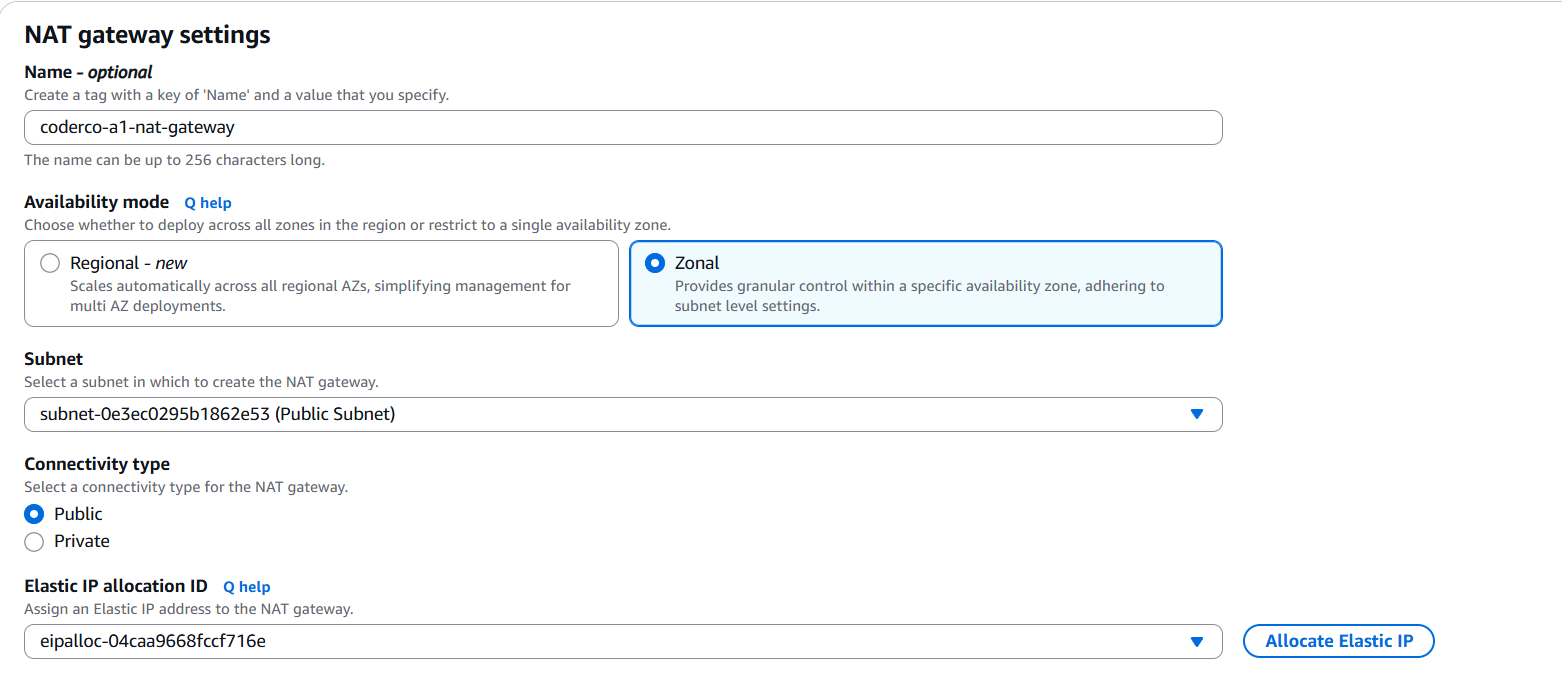 NAT gateway settings
Name - optional
Create a tag with a key of 'Name' and a value that you specify.
coderco-a1-nat-gateway
The name can be up to 256 characters long.
Availability mode Q help
Choose whether to deploy across all zones in the region or restrict to a single availability zone.
Regional - new
Scales automatically across all regional AZs, simplifying management for
multi AZ deployments.
Zonal
Provides granular control within a specific availability zone, adhering to
subnet level settings.
Subnet
Select a subnet in which to create the NAT gateway.
subnet-0e3ec0295b1862e53 (Public Subnet)
Connectivity type
Select a connectivity type for the NAT gateway.
Public
Private
Elastic IP allocation ID Q help
Assign an Elastic IP address to the NAT gateway.
eipalloc-04caa9668fccf716e
Allocate Elastic IP